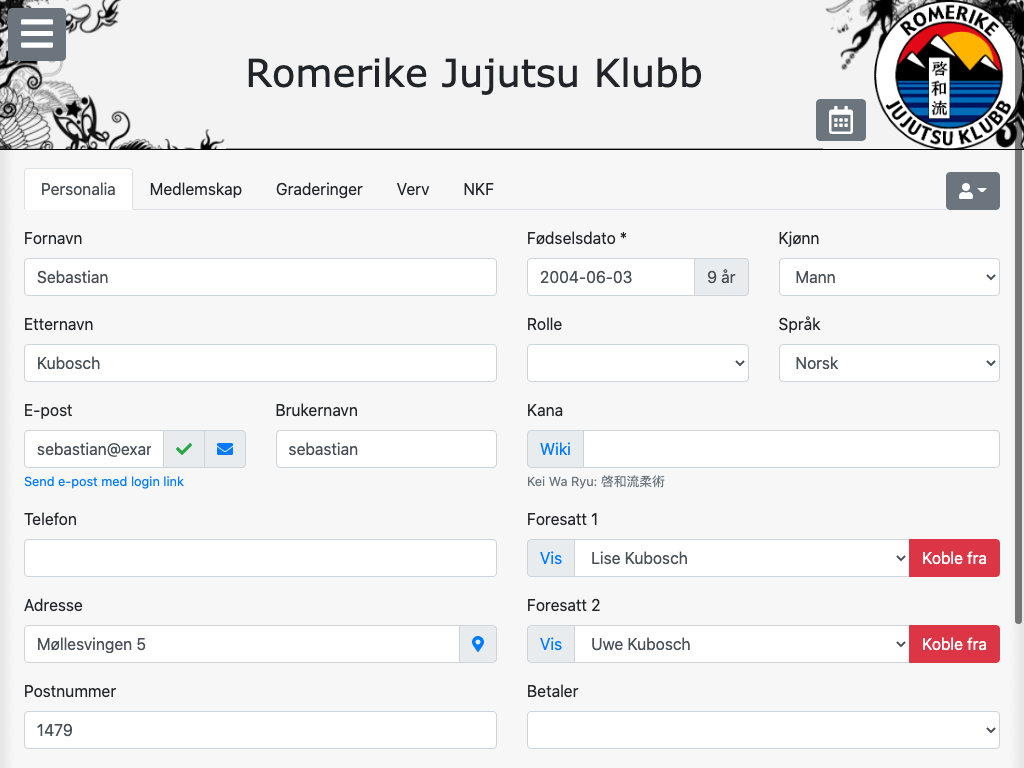 Romerike Jujutsu Klubb
ROMERIKE
啓和流
JUJUTSU KLUBB
Personalia
Medlemskap
Graderinger
Verv
NKF
Fornavn
Fødselsdato *
Kjønn
Sebastian
2004-06-03
9 år
Mann
Etternavn
Rolle
Språk
Kubosch
Norsk
E-post
Brukernavn
Kana
sebastian@exar
sebastian
Wiki
Send e-post med login link
Kei Wa Ryu: 啓和流柔術
Telefon
Foresatt 1
Vis
Lise Kubosch
Koble fra
Adresse
Foresatt 2
Møllesvingen 5
Vis
Uwe Kubosch
Koble fra
Postnummer
Betaler
1479